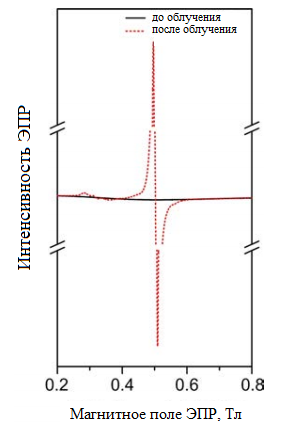 до облучения
после облучения
Интенсивность ЭПР
0.2 0.4 0.6 0.8
Магнитное поле ЭПР, Тл